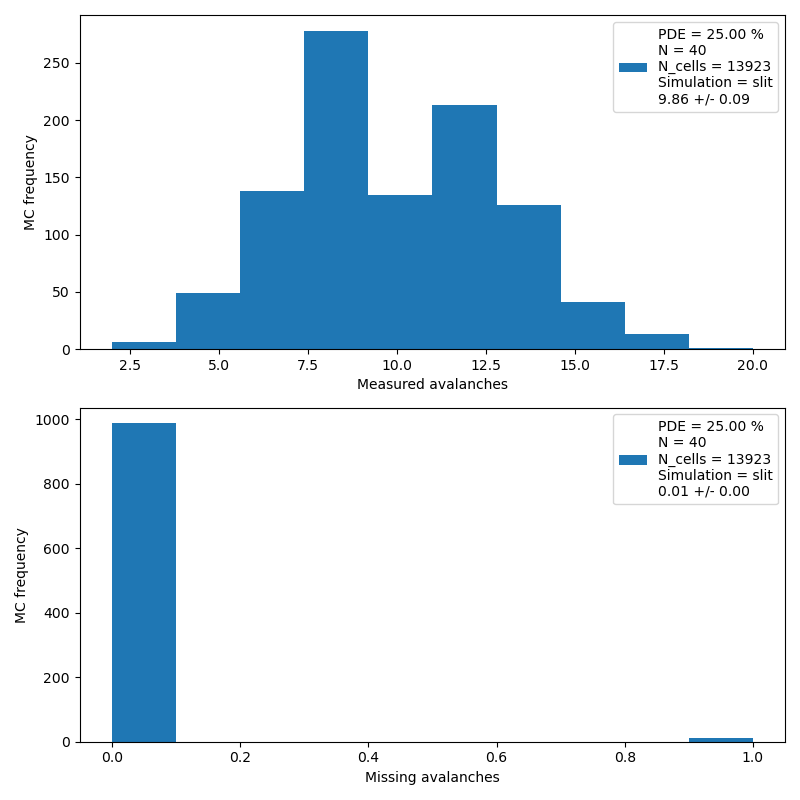 PDE = 25.00 %
N = 40
N_cells = 13923
Simulation = slit
9.86 +/- 0.09
250
200
150
100
50
0
MC frequency
2.5 5.0 7.5 10.0 12.5 15.0 17.5 20.0
Measured avalanches
PDE = 25.00 %
N = 40
N_cells = 13923
Simulation = slit
0.01 +/- 0.00
1000
800
600
400
200
0
MC frequency
0.0 0.2 0.4 0.6 0.8 1.0
Missing avalanches